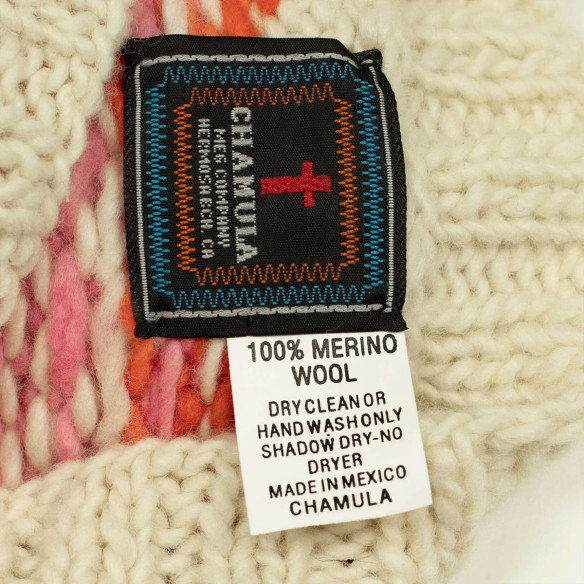 CHAMULA
MEG COMPANY
HERMOSA BCH. CA
100% MERINO
WOOL
DRY CLEAN OR
HAND WASH ONLY
SHADOW DRY-NO
DRYER
MADE IN MEXICO
CHAMULA